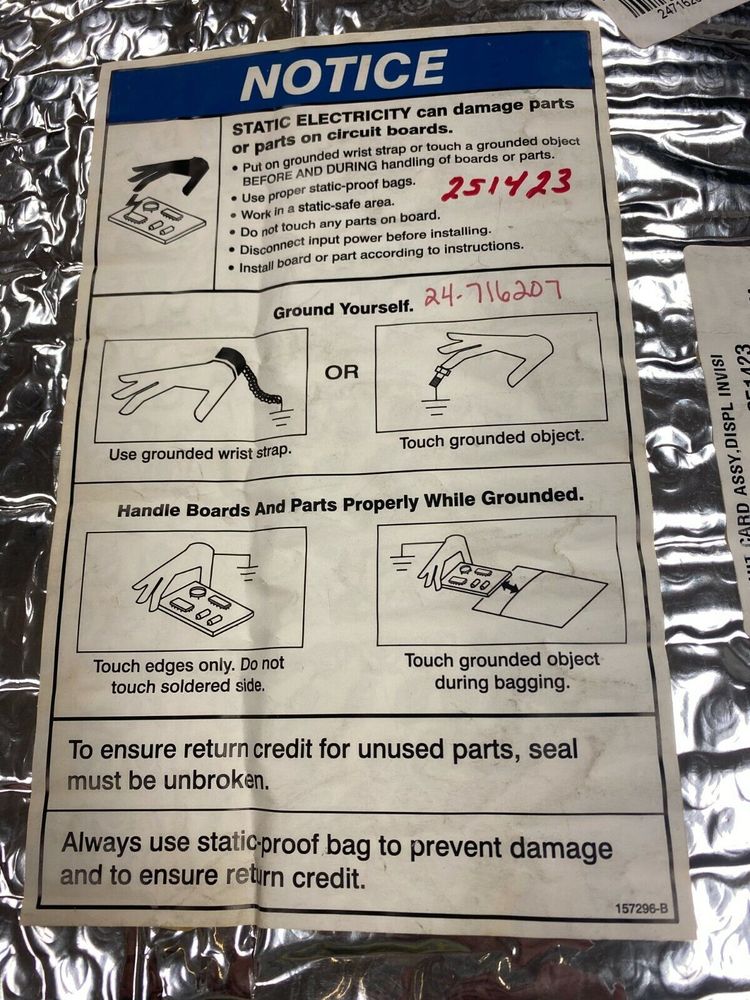 NOTICE
STATIC ELECTRICITY can damage parts
or parts on circuit boards.
• Put on grounded wrist strap or touch a grounded object
BEFORE AND DURING handling of boards or parts.
• Use proper static-proof bags.
251423
• Work in a static-safe area.
• Do not touch any parts on board.
• Disconnect input power before installing.
• Install board or part according to instructions.
Ground Yourself. 24-716207
OR
Use grounded wrist strap.
Touch grounded object.
Handle Boards And Parts Properly While Grounded.
Touch edges only. Do not
touch soldered side.
Touch grounded object
during bagging.
To ensure return credit for unused parts, seal
must be unbroken.
Always use static-proof bag to prevent damage
and to ensure return credit.
157296-B
CARD ASSY,DISPL INVISI